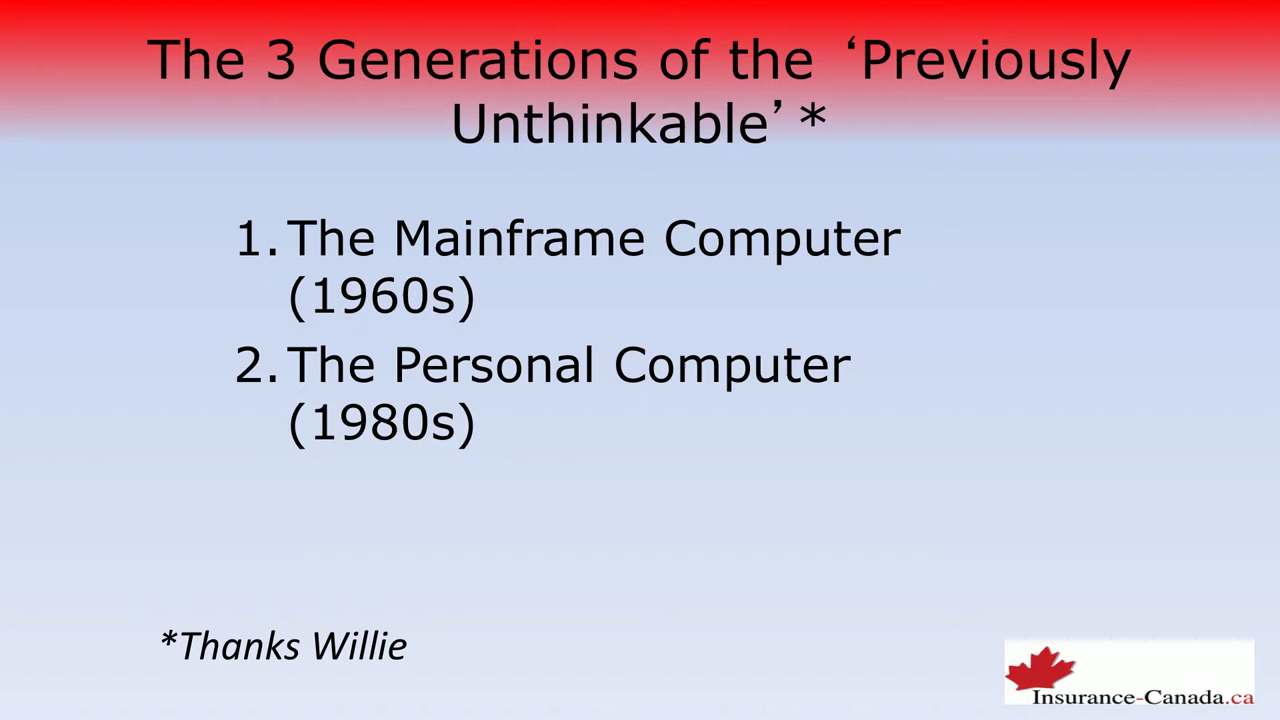 The 3 Generations of the ‘Previously
Unthinkable’*
1. The Mainframe Computer
(1960s)
2. The Personal Computer
(1980s)
*Thanks Willie
Insurance-Canada.ca